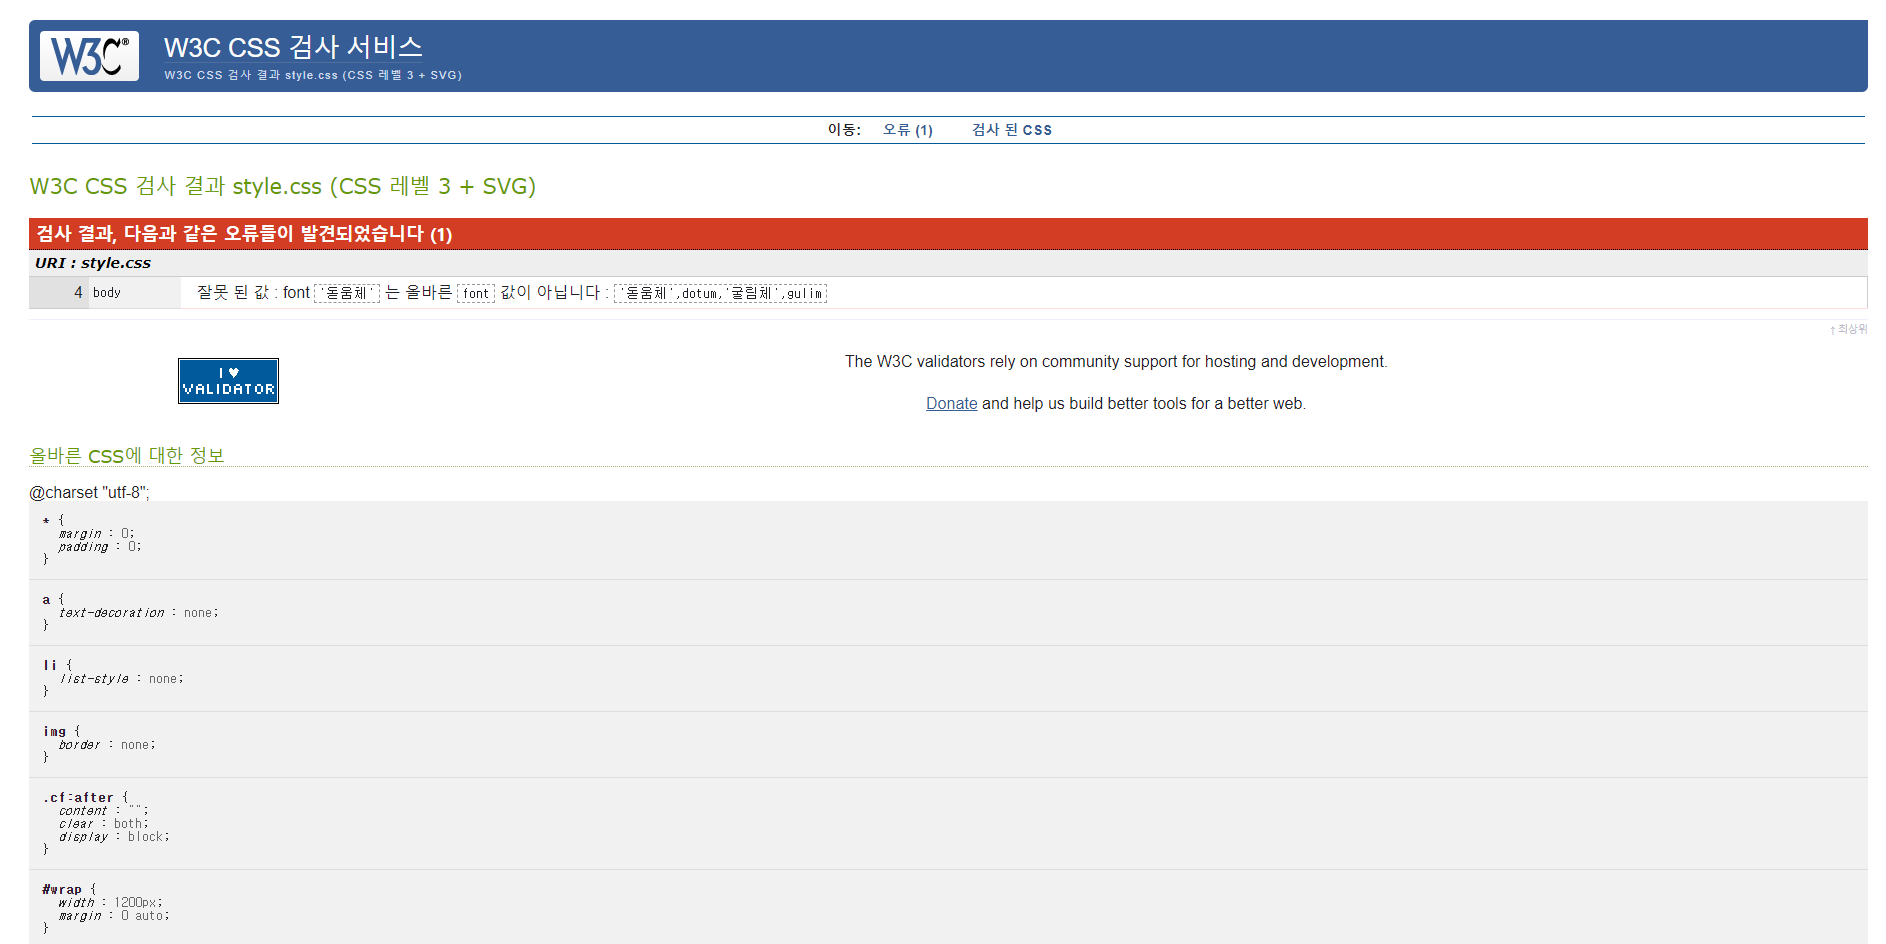 W3C® W3C CSS 검사 서비스
W3C CSS 검사 결과 style.css (CSS 레벨 3 + SVG)
이동: 오류 (1) 검사 된 CSS
W3C CSS 검사 결과 style.css (CSS 레벨 3 + SVG)
검사 결과, 다음과 같은 오류들이 발견되었습니다 (1)
URI : style.css
4 body 잘못 된 값 : font '돋움체' 는 올바른 font 값이 아닙니다 : '돋움체',dotum,'굴림체',gulim
↑ 최상위
I ♥
VALIDATOR
The W3C validators rely on community support for hosting and development.
Donate and help us build better tools for a better web.
올바른 CSS에 대한 정보
@charset "utf-8";
* {
margin : 0;
padding : 0;
}
a {
text-decoration : none;
}
li {
list-style : none;
}
img {
border : none;
}
.cf:after {
content : "";
clear : both;
display : block;
}
#wrap {
width : 1200px;
margin : 0 auto;
}